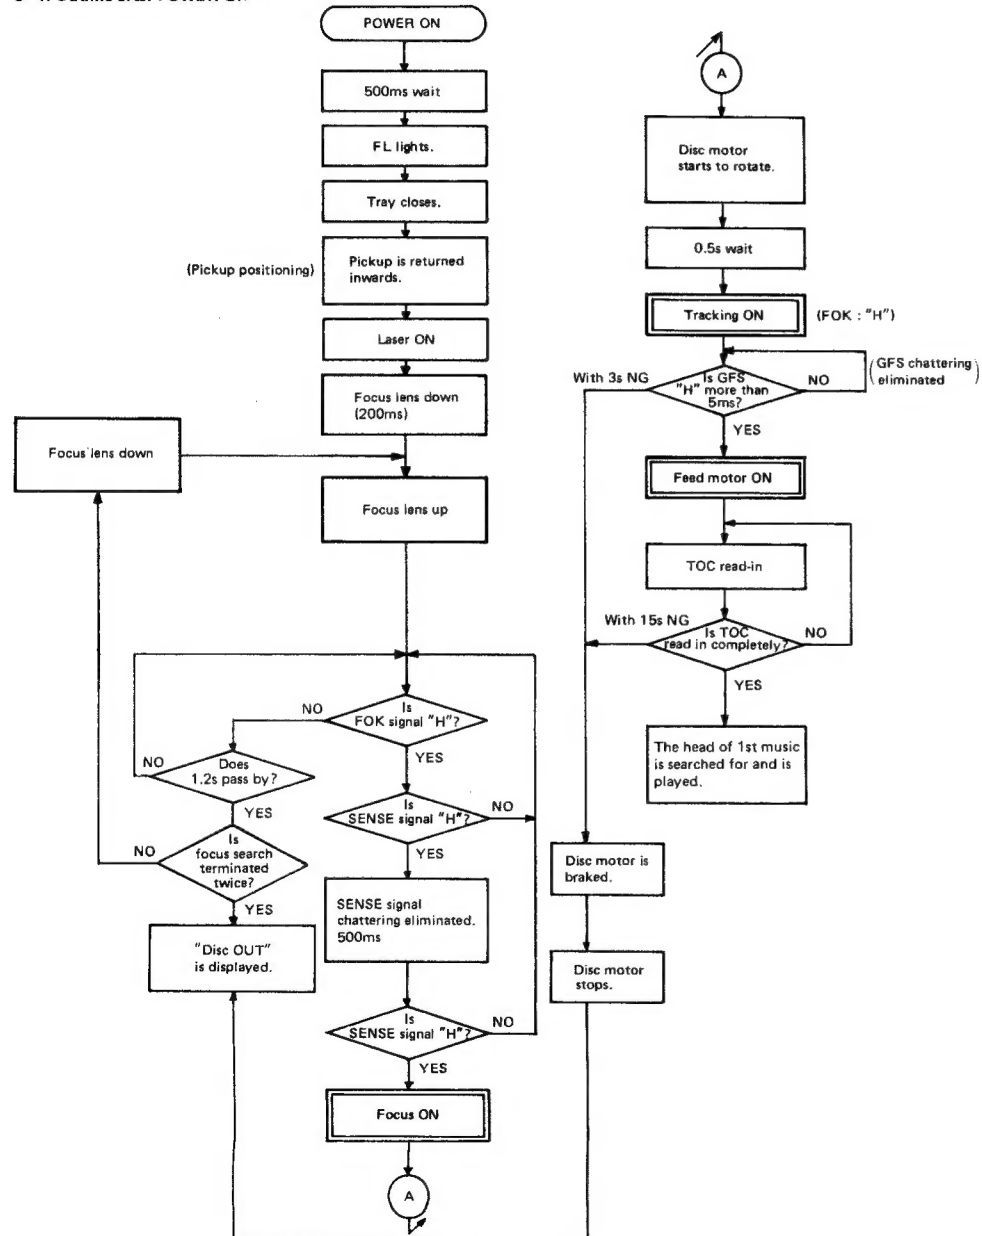 POWER ON
500ms wait
FL lights.
Tray closes.
(Pickup positioning)
Pickup is returned
inwards.
Laser ON
Focus lens down
(200ms)
Focus lens down
Focus lens up
Is
FOK signal "H"?
NO
YES
Does
1.2s pass by?
NO
YES
Is
SENSE signal "H"?
NO
YES
Is
focus search
terminated
twice?
NO
YES
"Disc OUT"
is displayed.
SENSE signal
chattering eliminated.
500ms
Is
SENSE signal "H"?
NO
YES
Focus ON
A
A
Disc motor
starts to rotate.
0.5s wait
Tracking ON
(FOK : "H")
With 3s NG
Is GFS
"H" more than
5ms?
NO
(GFS chattering
eliminated)
YES
Feed motor ON
TOC read-in
With 15s NG
Is TOC
read in completely?
NO
YES
The head of 1st music
is searched for and is
played.
Disc motor is
braked.
Disc motor
stops.